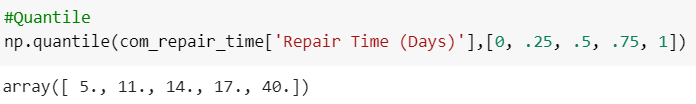 #Quantile
np.quantile(com_repair_time['Repair Time (Days)'],[0, .25, .5, .75, 1])
array([ 5., 11., 14., 17., 40.])